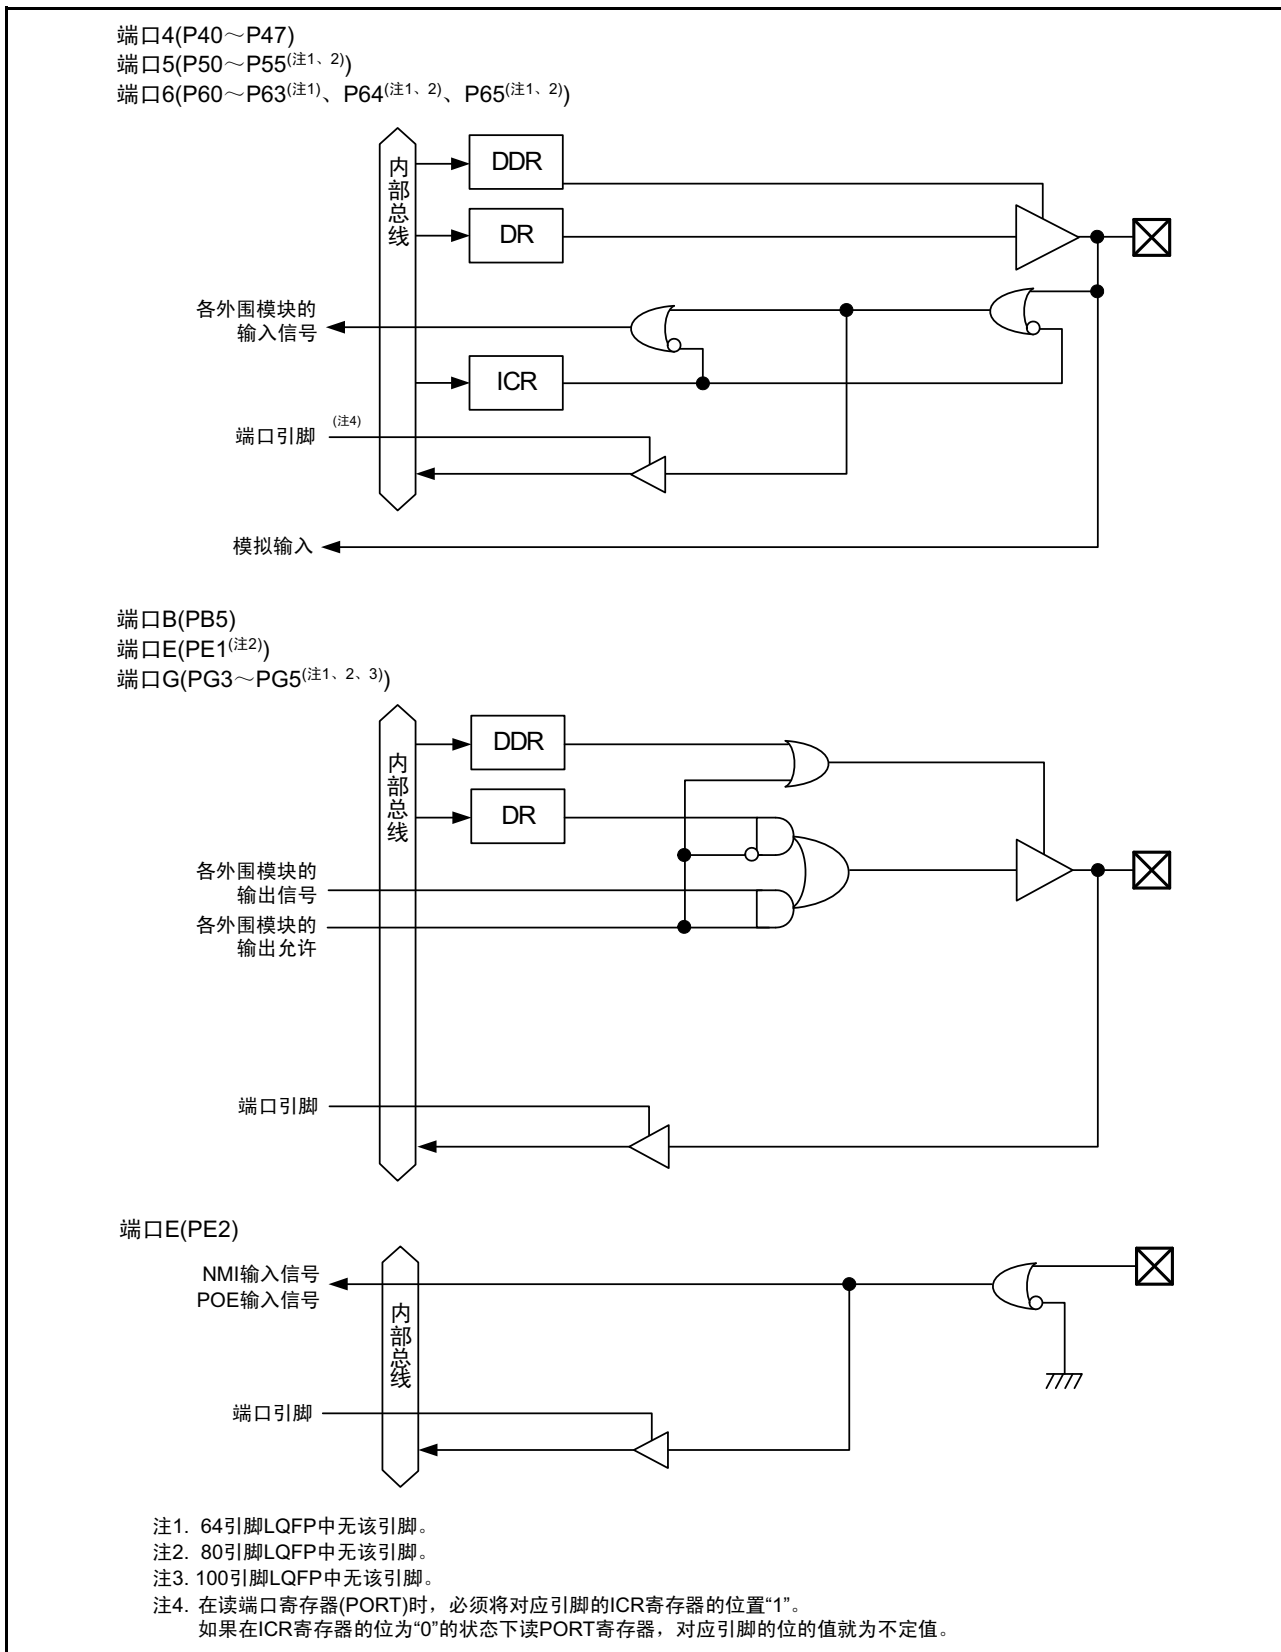 端口4(P40～P47)
端口5(P50～P55(注1、2))
端口6(P60～P63(注1)、P64(注1、2)、P65(注1、2))
内部总线
DDR
DR
各外围模块的
输入信号
ICR
端口引脚 (注4)
模拟输入
端口B(PB5)
端口E(PE1(注2))
端口G(PG3～PG5(注1、2、3))
内部总线
DDR
DR
各外围模块的
输出信号
各外围模块的
输出允许
端口引脚
端口E(PE2)
NMI输入信号
POE输入信号
内部总线
端口引脚
注1. 64引脚LQFP中无该引脚。
注2. 80引脚LQFP中无该引脚。
注3. 100引脚LQFP中无该引脚。
注4. 在读端口寄存器(PORT)时，必须将对应引脚的ICR寄存器的位置“1”。
如果在ICR寄存器的位为“0”的状态下读PORT寄存器，对应引脚的位的值就为不定值。